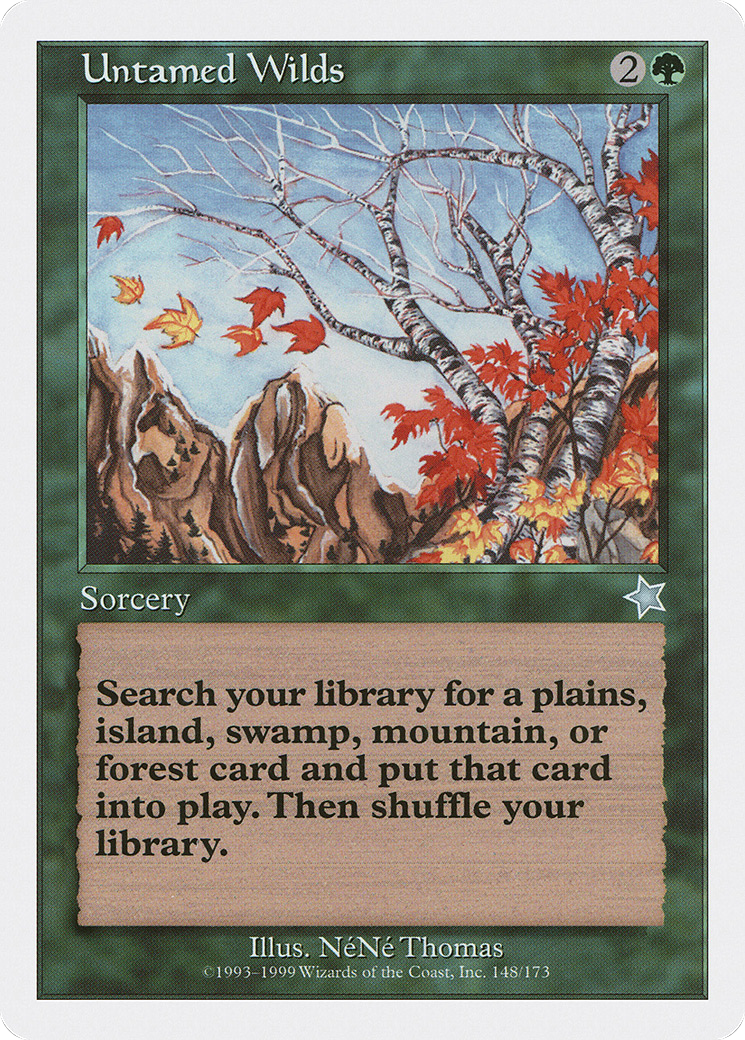 Untamed Wilds 2
Sorcery
Search your library for a plains,
island, swamp, mountain, or
forest card and put that card
into play. Then shuffle your
library.
Illus. NéNé Thomas
©1993–1999 Wizards of the Coast, Inc. 148/173